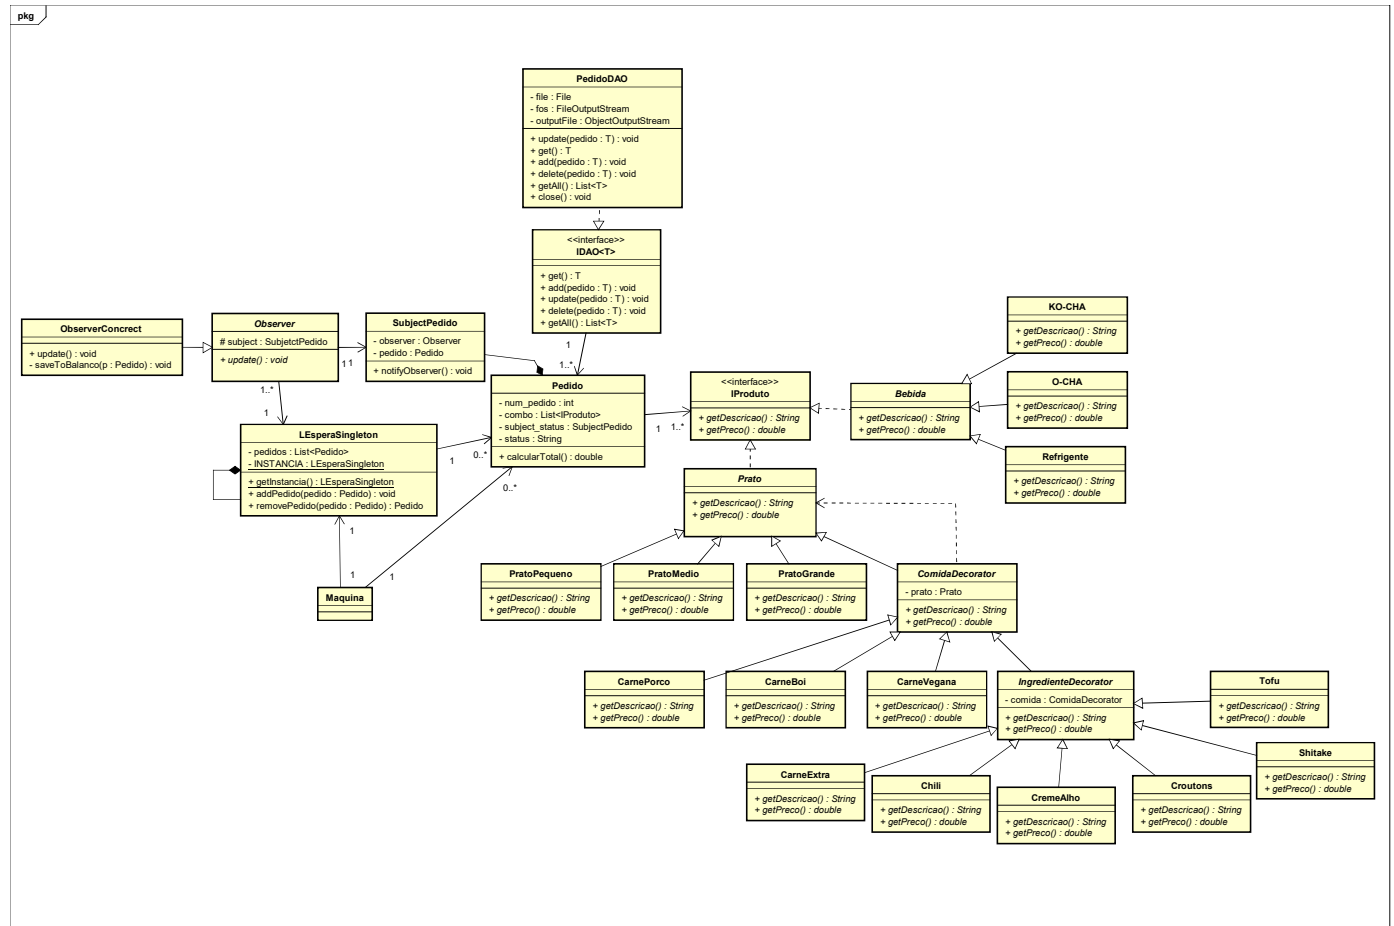 pkg
PedidoDAO
- file : File
- fos : FileOutputStream
- outputFile : ObjectOutputStream
+ update(pedido : T) : void
+ get() : T
+ add(pedido : T) : void
+ delete(pedido : T) : void
+ getAll() : List<T>
+ close() : void
<<interface>>
IDAO<T>
+ get() : T
+ add(pedido : T) : void
+ update(pedido : T) : void
+ delete(pedido : T) : void
+ getAll() : List<T>
1
1..*
ObserverConcrect
+ update() : void
- saveToBalanco(p : Pedido) : void
Observer
# subject : SubjetctPedido
+ update() : void
1
1
1..*
1
SubjectPedido
- observer : Observer
- pedido : Pedido
+ notifyObserver() : void
Pedido
- num_pedido : int
- combo : List<IProduto>
- subject_status : SubjectPedido
- status : String
+ calcularTotal() : double
1
1..*
<<interface>>
IProduto
+ getDescricao() : String
+ getPreco() : double
Bebida
+ getDescricao() : String
+ getPreco() : double
KO-CHA
+ getDescricao() : String
+ getPreco() : double
O-CHA
+ getDescricao() : String
+ getPreco() : double
Refrigente
+ getDescricao() : String
+ getPreco() : double
LEsperaSingleton
- pedidos : List<Pedido>
- INSTANCIA : LEsperaSingleton
+ getInstancia() : LEsperaSingleton
+ addPedido(pedido : Pedido) : void
+ removePedido(pedido : Pedido) : Pedido
1
0..*
0..*
1
1
1
Maquina
Prato
+ getDescricao() : String
+ getPreco() : double
PratoPequeno
+ getDescricao() : String
+ getPreco() : double
PratoMedio
+ getDescricao() : String
+ getPreco() : double
PratoGrande
+ getDescricao() : String
+ getPreco() : double
ComidaDecorator
- prato : Prato
+ getDescricao() : String
+ getPreco() : double
CarnePorco
+ getDescricao() : String
+ getPreco() : double
CarneBoi
+ getDescricao() : String
+ getPreco() : double
CarneVegana
+ getDescricao() : String
+ getPreco() : double
IngredienteDecorator
- comida : ComidaDecorator
+ getDescricao() : String
+ getPreco() : double
Tofu
+ getDescricao() : String
+ getPreco() : double
Shitake
+ getDescricao() : String
+ getPreco() : double
CarneExtra
+ getDescricao() : String
+ getPreco() : double
Chili
+ getDescricao() : String
+ getPreco() : double
CremeAlho
+ getDescricao() : String
+ getPreco() : double
Croutons
+ getDescricao() : String
+ getPreco() : double